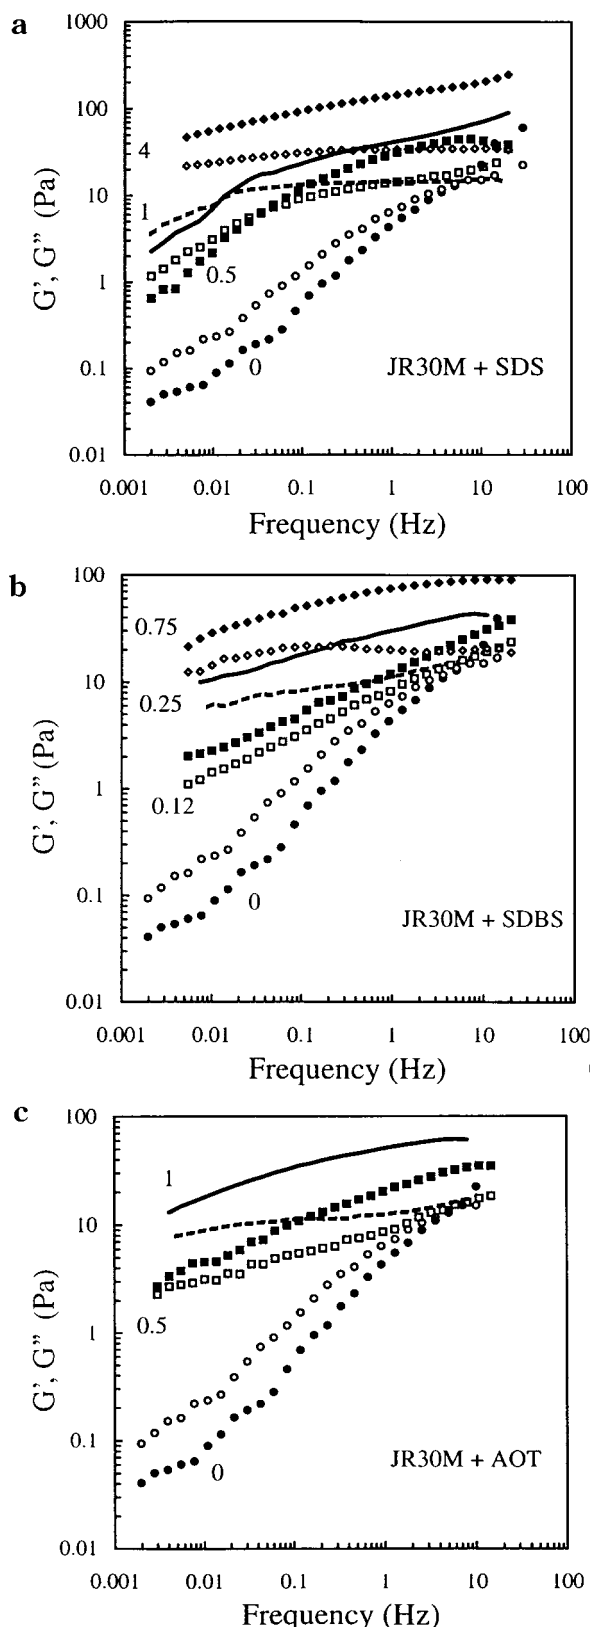 a
1000
100
10
1
0.1
0.01
G', G" (Pa)
4
1
0.5
0
JR30M + SDS
0.001 0.01 0.1 1 10 100
Frequency (Hz)
b
100
10
1
0.1
0.01
G', G" (Pa)
0.75
0.25
0.12
0
JR30M + SDBS
0.001 0.01 0.1 1 10 100
Frequency (Hz)
c
100
10
1
0.1
0.01
G', G" (Pa)
1
0.5
0
JR30M + AOT
0.001 0.01 0.1 1 10 100
Frequency (Hz)